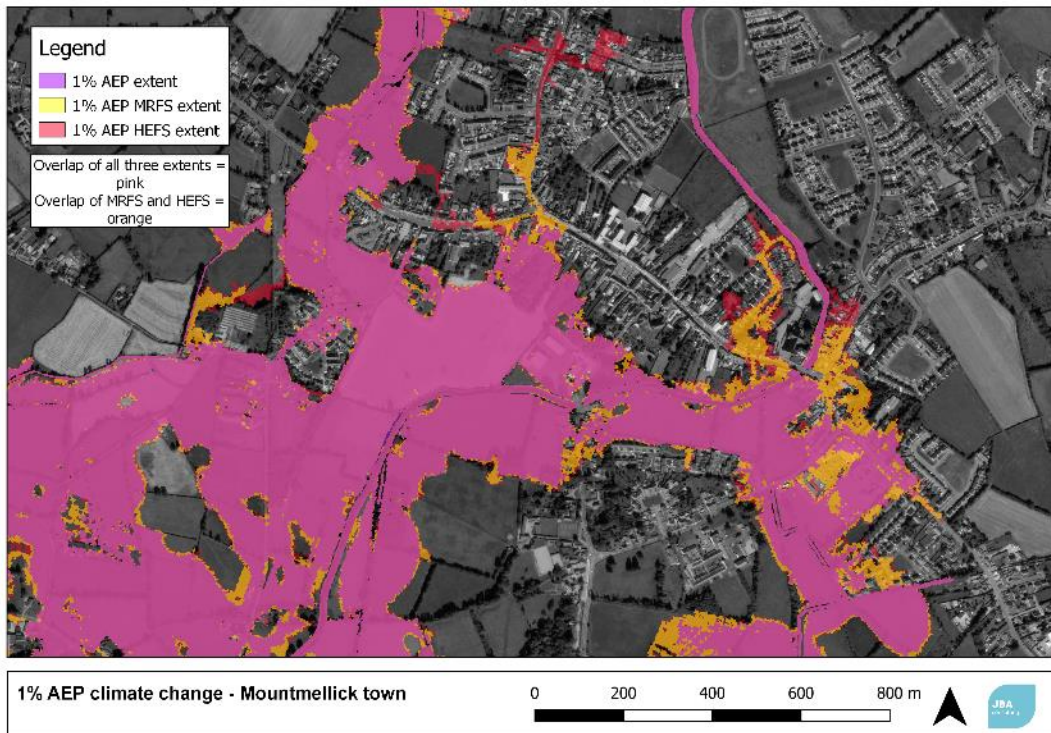 Legend
1% AEP extent
1% AEP MRFS extent
1% AEP HEFS extent
Overlap of all three extents =
pink
Overlap of MRFS and HEFS =
orange
1% AEP climate change - Mountmellick town
0 200 400 600 800 m
JBA